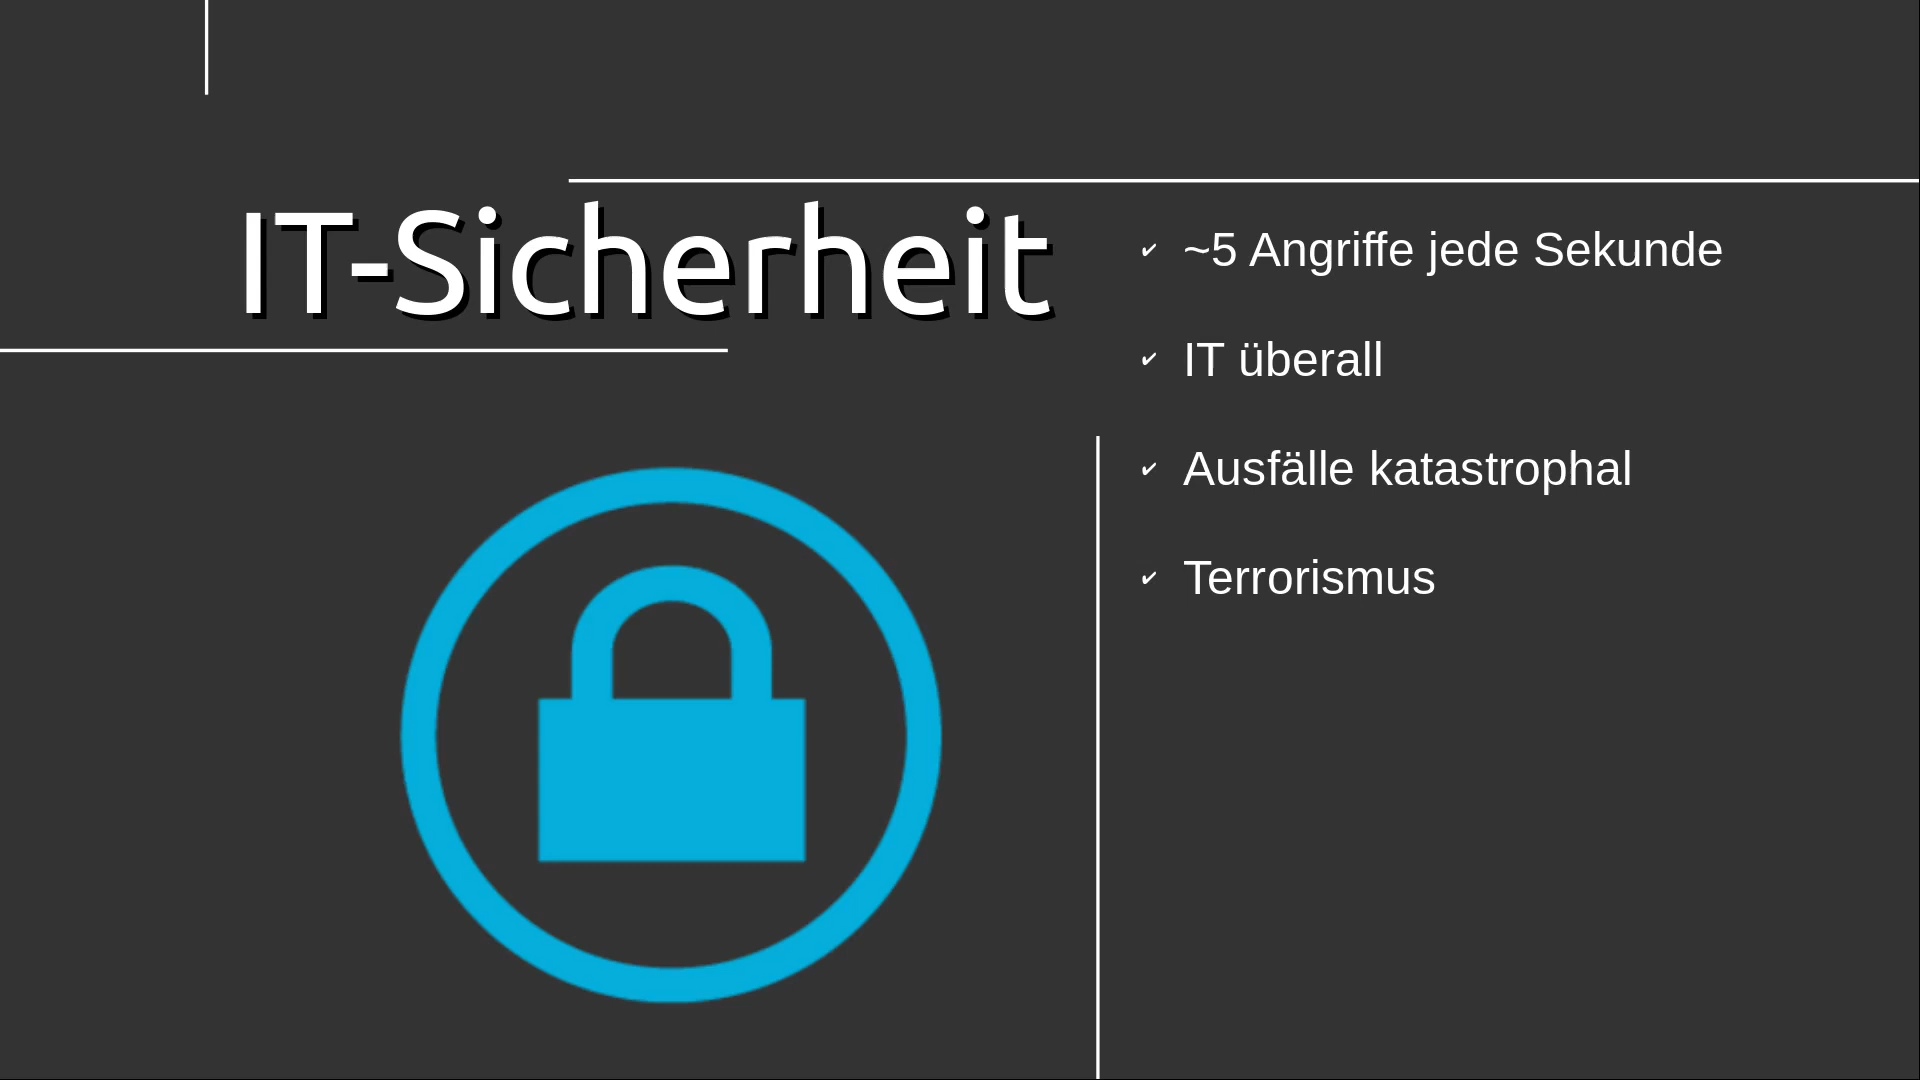 IT-Sicherheit
✔ ~5 Angriffe jede Sekunde
✔ IT überall
✔ Ausfälle katastrophal
✔ Terrorismus